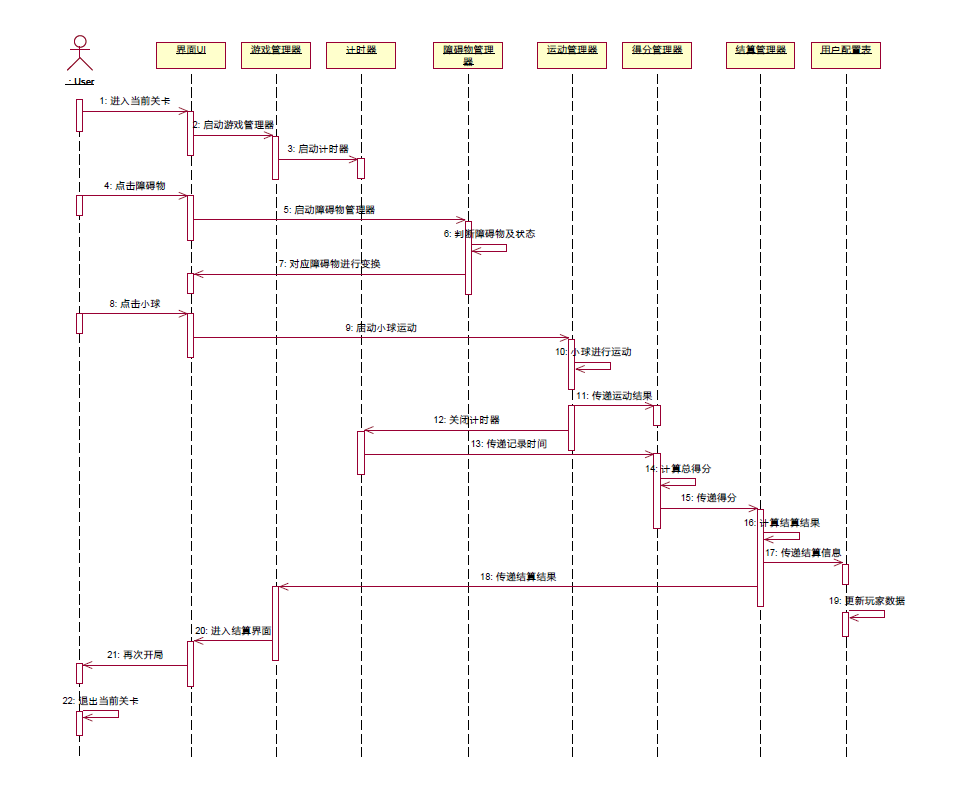 : User
界面UI
游戏管理器
计时器
障碍物管理
器
运动管理器
得分管理器
结算管理器
用户配置表
1: 进入当前关卡
2: 启动游戏管理器
3: 启动计时器
4: 点击障碍物
5: 启动障碍物管理器
6: 判断障碍物及状态
7: 对应障碍物进行变换
8: 点击小球
9: 启动小球运动
10: 小球进行运动
11: 传递运动结果
12: 关闭计时器
13: 传递记录时间
14: 计算总得分
15: 传递得分
16: 计算结算结果
17: 传递结算信息
18: 传递结算结果
19: 更新玩家数据
20: 进入结算界面
21: 再次开局
22: 退出当前关卡